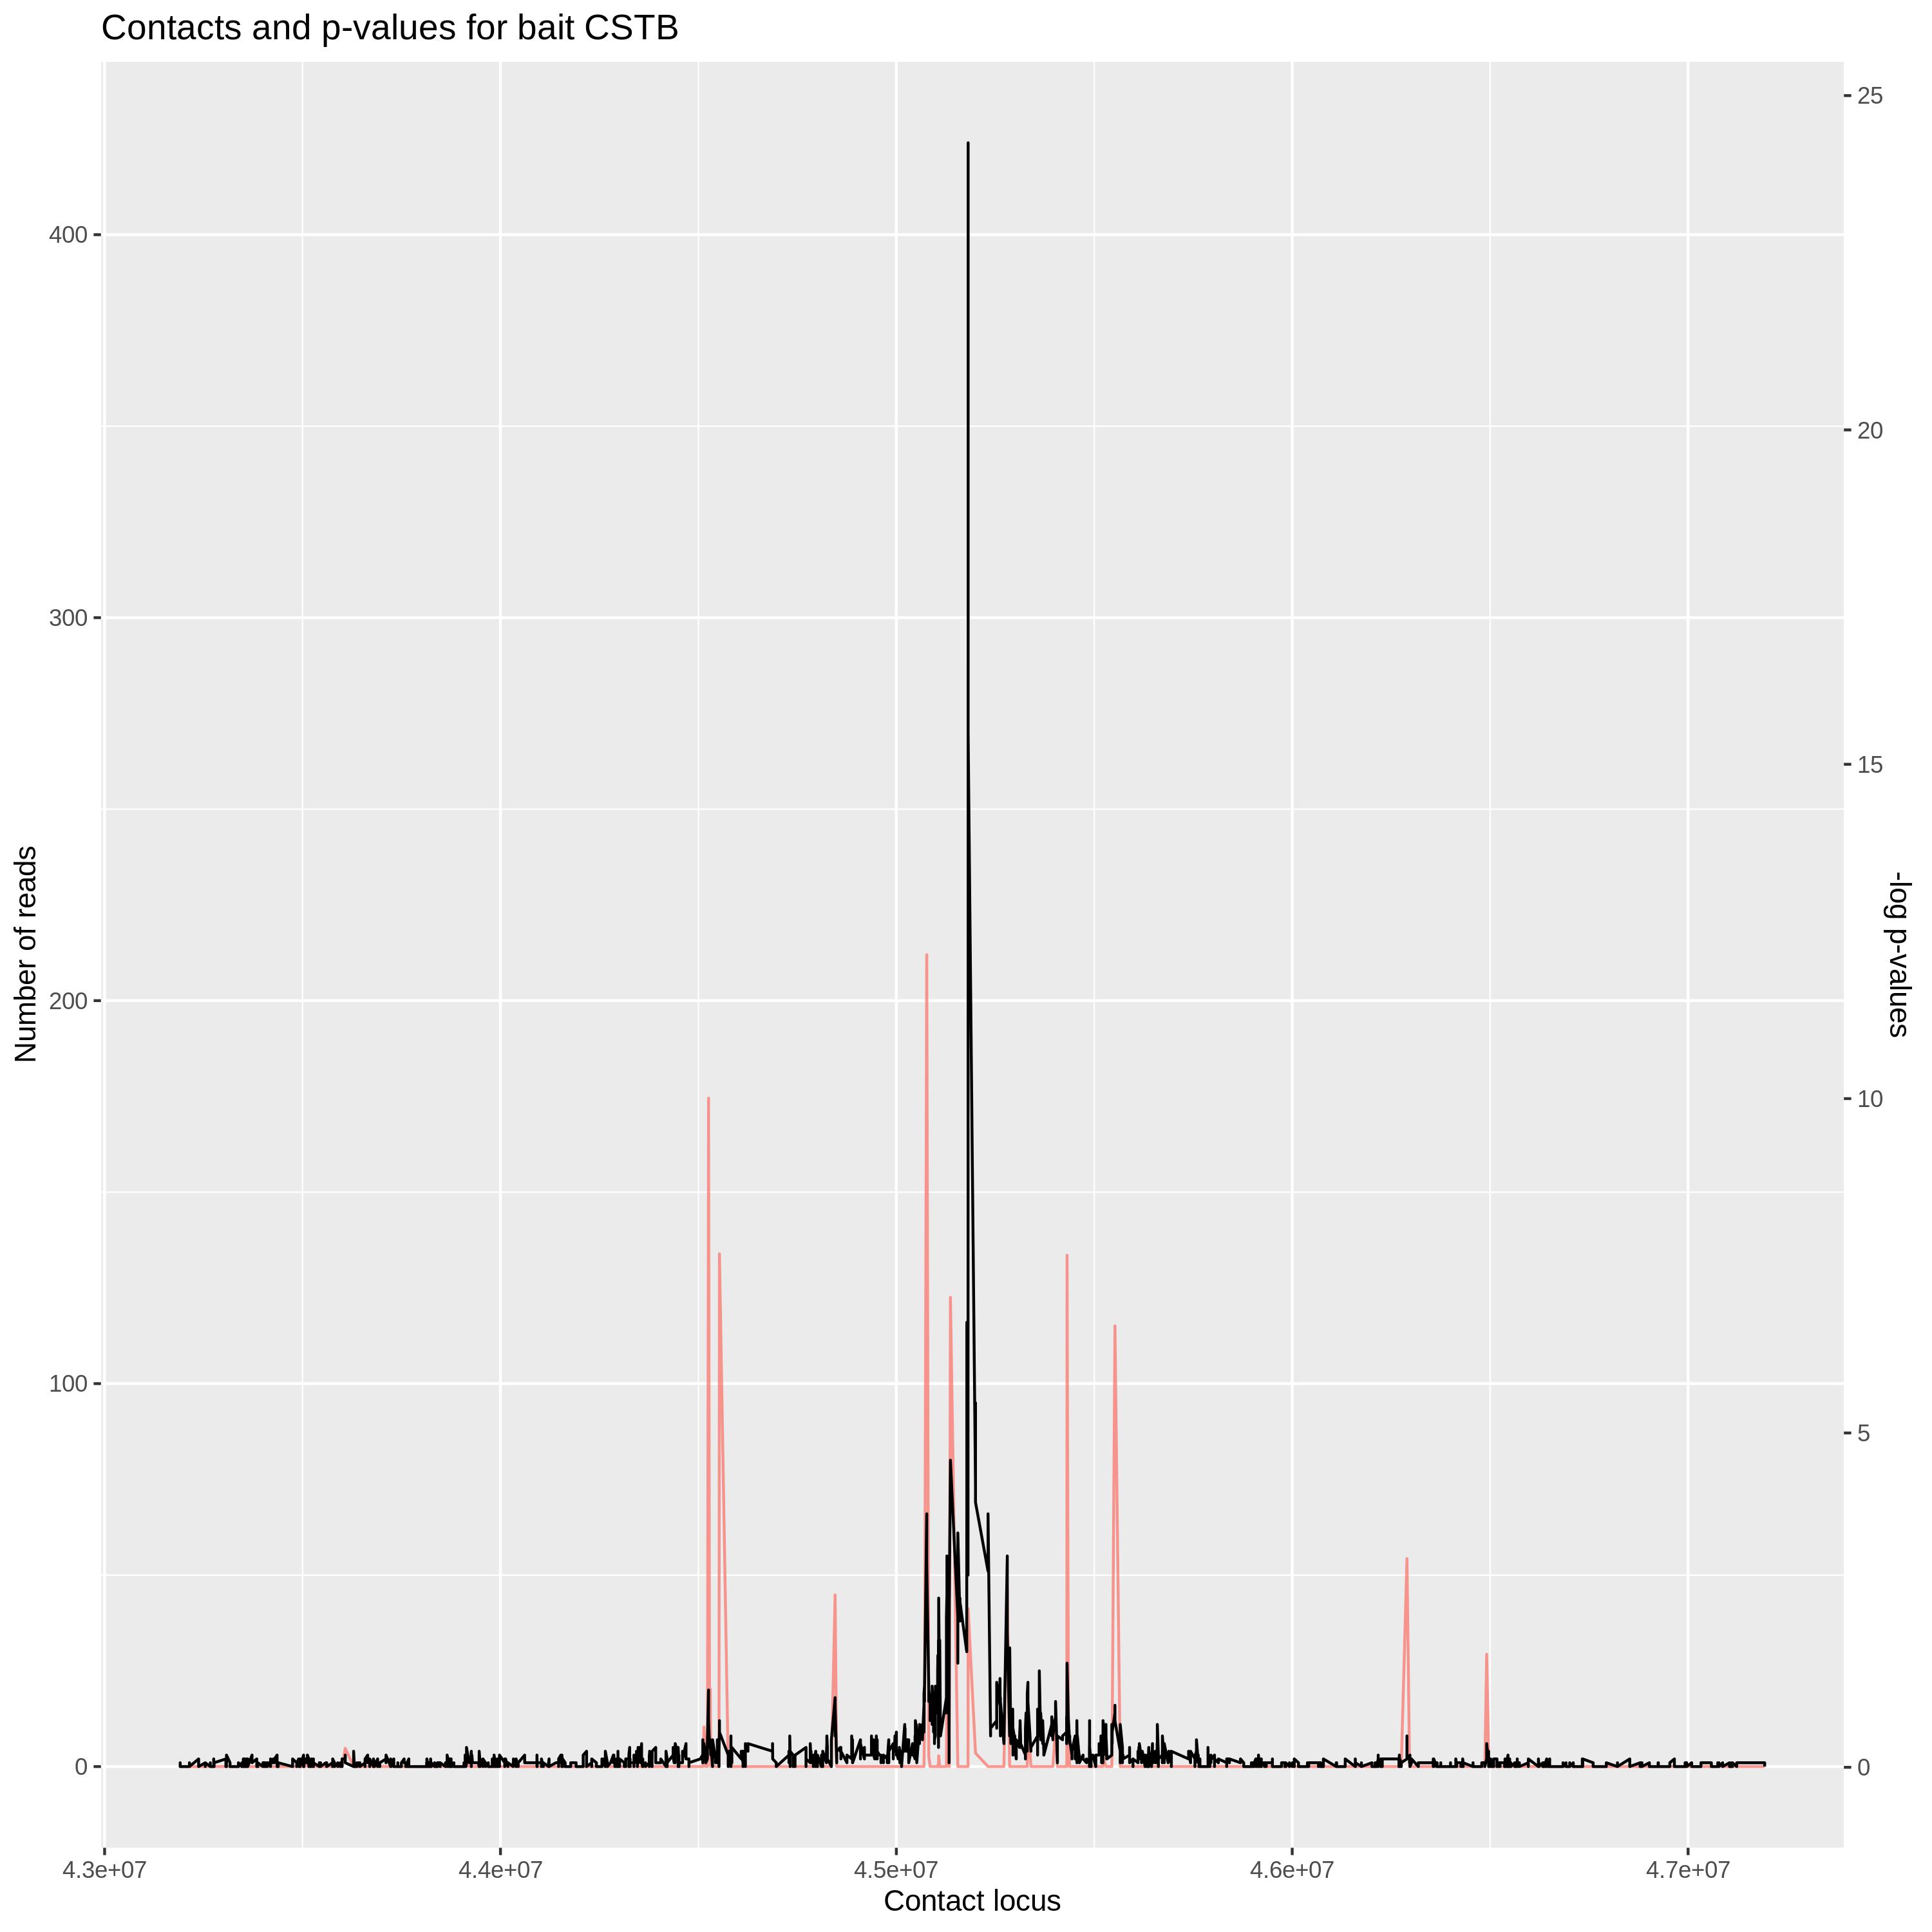 Contacts and p-values for bait CSTB
Number of reads
400
300
200
100
0
25
20
15
10
5
0
-log p-values
4.3e+07
4.4e+07
4.5e+07
4.6e+07
4.7e+07
Contact locus